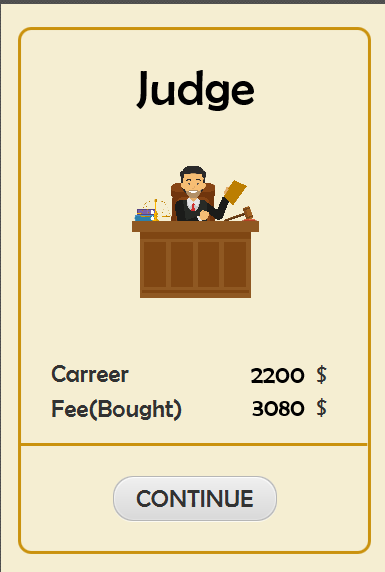 Judge
Carreer 2200 $
Fee(Bought) 3080 $
CONTINUE